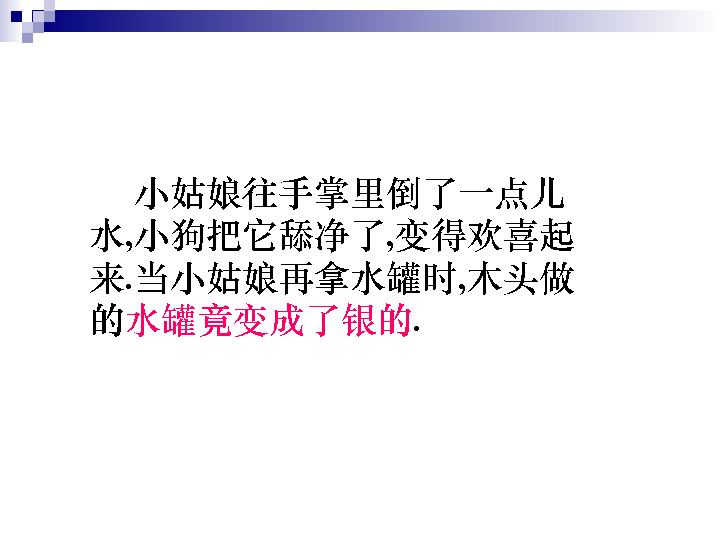 小姑娘往手掌里倒了一点儿
水,小狗把它舔净了,变得欢喜起
来.当小姑娘再拿水罐时,木头做
的水罐竟变成了银的.